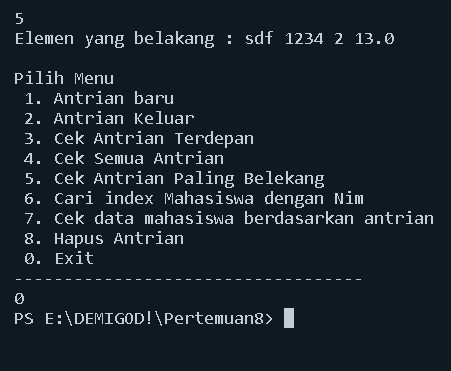 5
Elemen yang belakang : sdf 1234 2 13.0
Pilih Menu
1. Antrian baru
2. Antrian Keluar
3. Cek Antrian Terdepan
4. Cek Semua Antrian
5. Cek Antrian Paling Belekang
6. Cari index Mahasiswa dengan Nim
7. Cek data mahasiswa berdasarkan antrian
8. Hapus Antrian
0. Exit
-----------------------------------
0
PS E:\DEMIGOD!\Pertemuan8>